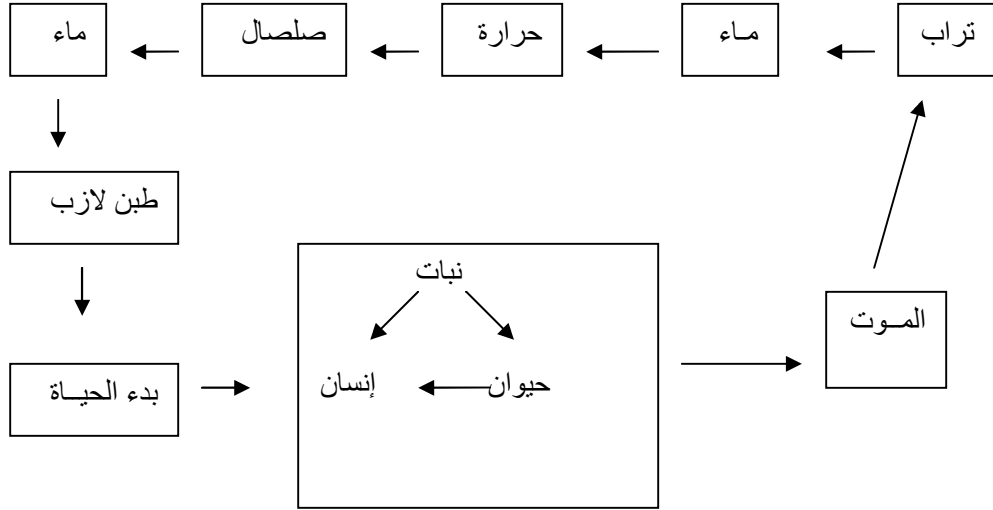 تراب
مـاء
حرارة
صلصال
ماء
طبن لازب
نبات
المـوت
حيوان
إنسان
بدء الحيـاة